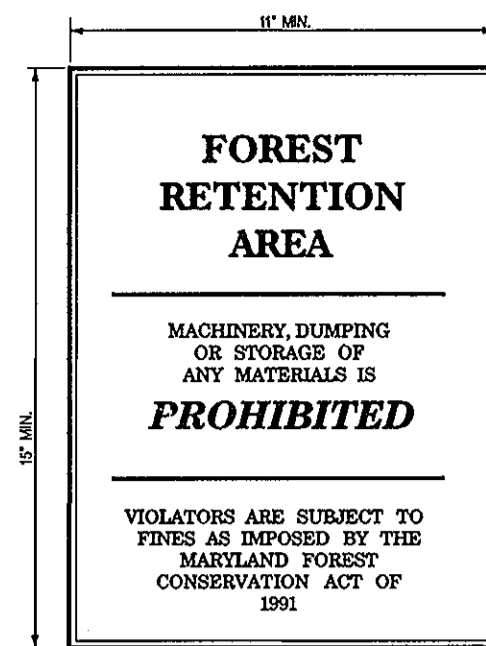 11" MIN.
15" MIN.
FOREST
RETENTION
AREA
MACHINERY, DUMPING
OR STORAGE OF
ANY MATERIALS IS
PROHIBITED
VIOLATORS ARE SUBJECT TO
FINES AS IMPOSED BY THE
MARYLAND FOREST
CONSERVATION ACT OF
1991